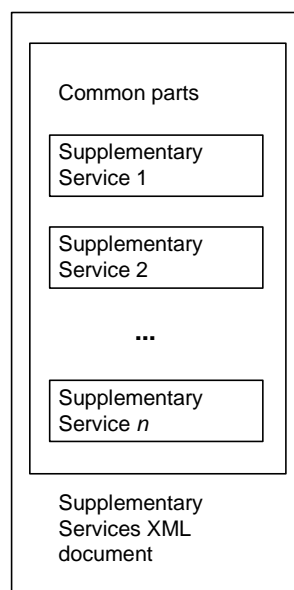 Common parts
Supplementary
Service 1
Supplementary
Service 2
...
Supplementary
Service n
Supplementary
Services XML
document